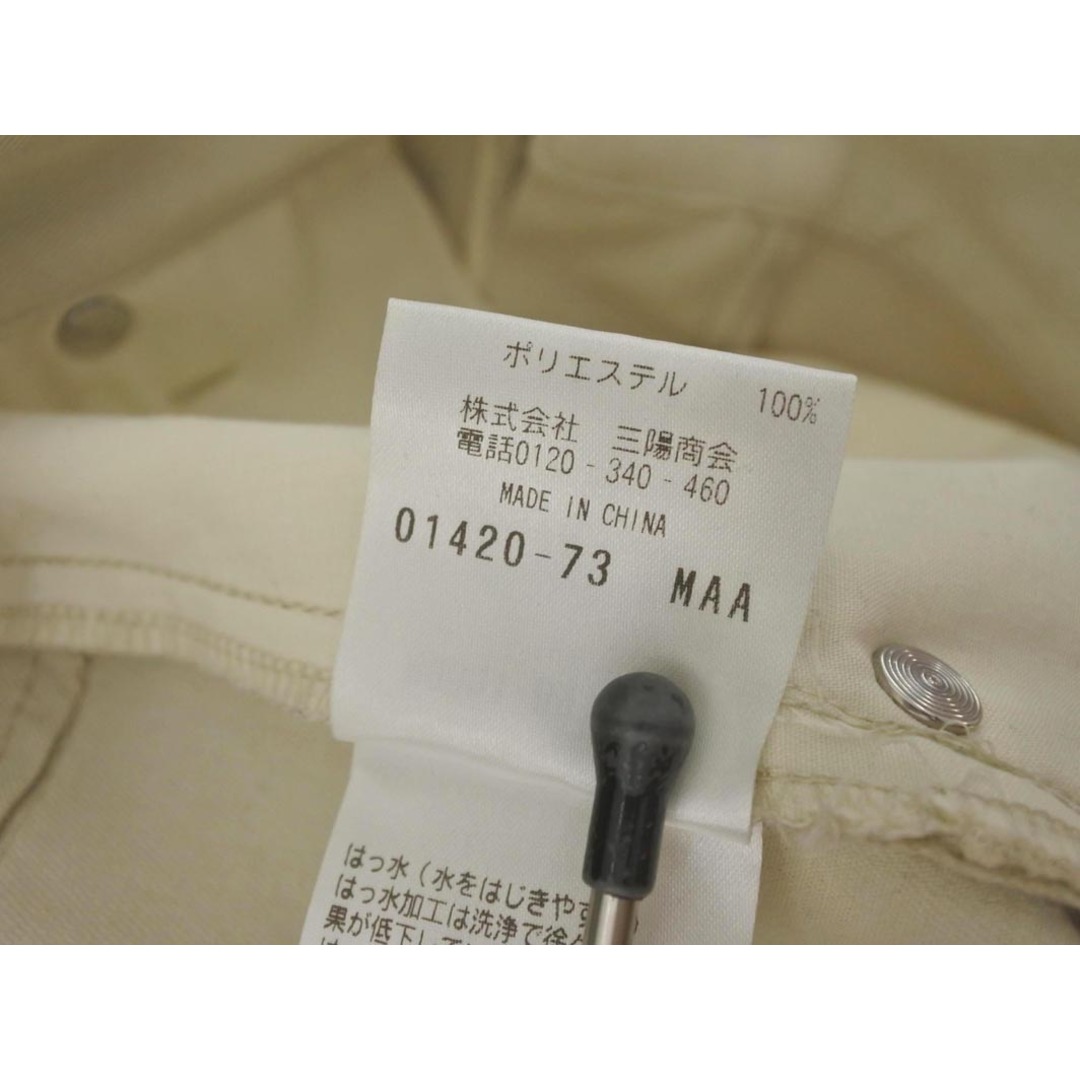 ポリエステル 100%
株式会社 三陽商会
電話0120-340-460
MADE IN CHINA
01420-73 MAA
はっ水(水をはじきやす
はっ水加工は洗浄で徐々
果が低下して